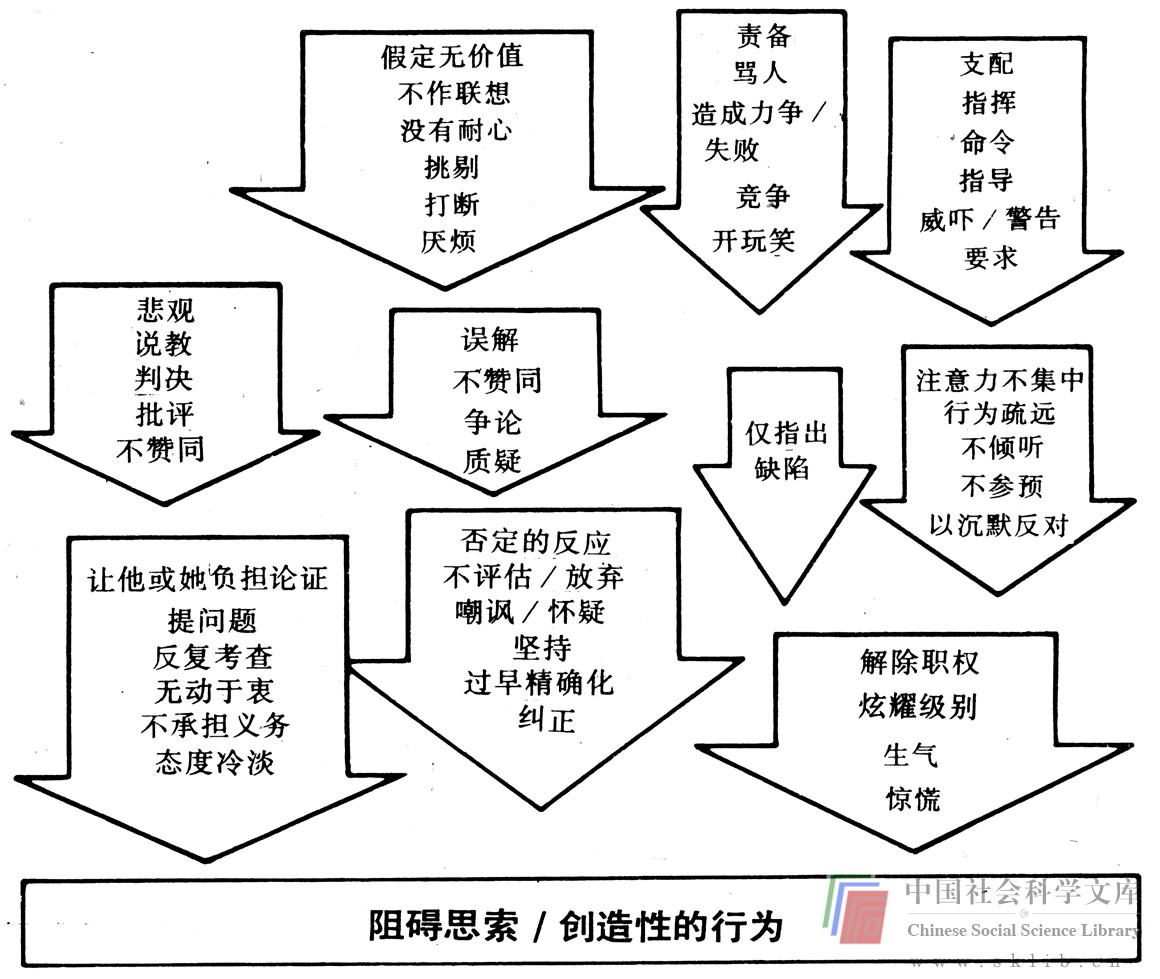 假定无价值
不作联想
没有耐心
挑剔
打断
厌烦
责备
骂人
造成力争/
失败
竞争
开玩笑
支配
指挥
命令
指导
威吓/警告
要求
悲观
说教
判决
批评
不赞同
误解
不赞同
争论
质疑
仅指出
缺陷
注意力不集中
行为疏远
不倾听
不参预
以沉默反对
让他或她负担论证
提问题
反复考查
无动于衷
不承担义务
态度冷淡
否定的反应
不评估/放弃
嘲讽/怀疑
坚持
过早精确化
纠正
解除职权
炫耀级别
生气
惊慌
阻碍思索/创造性的行为
中国社会科学文库
Chinese Social Science Library
www.sklib.cn